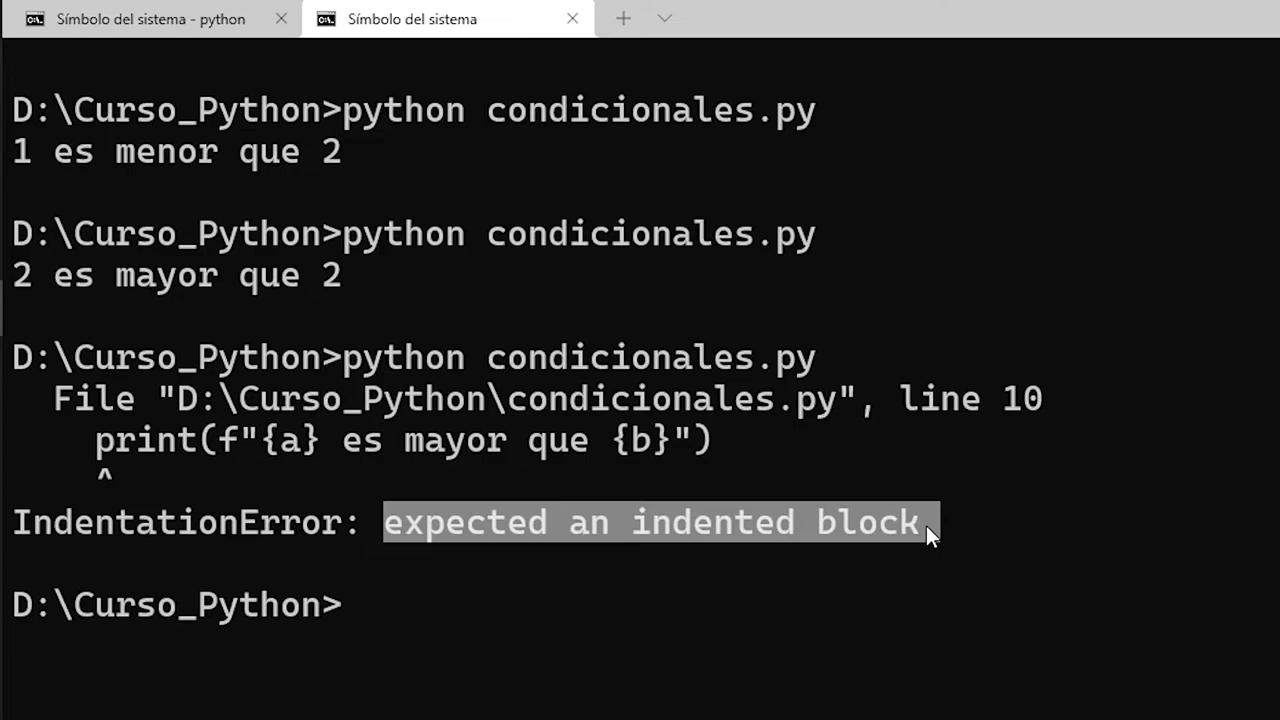 Símbolo del sistema - python
Símbolo del sistema
D:\Curso_Python>python condicionales.py
1 es menor que 2
D:\Curso_Python>python condicionales.py
2 es mayor que 2
D:\Curso_Python>python condicionales.py
File "D:\Curso_Python\condicionales.py", line 10
print(f"{a} es mayor que {b}")
^
IndentationError: expected an indented block
D:\Curso_Python>